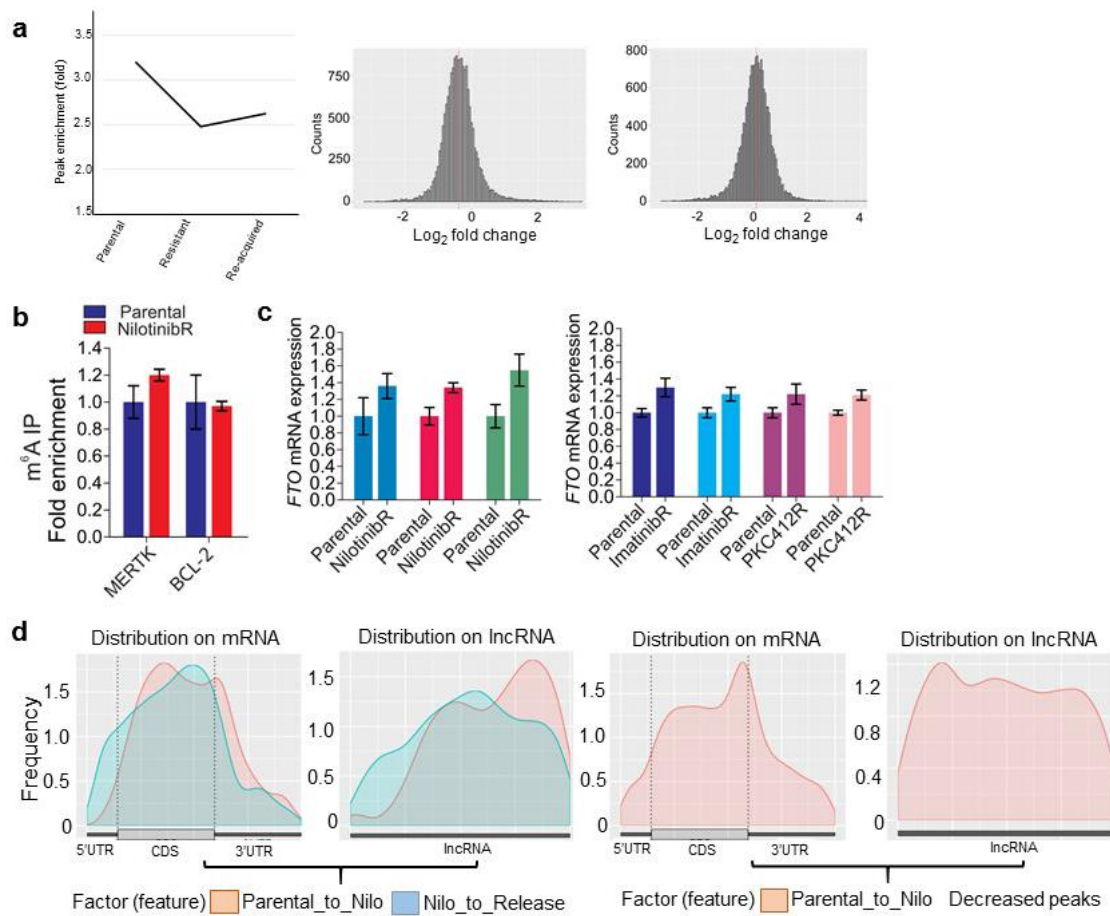 a
Peak enrichment (fold)
3.5
3.0
2.5
2.0
1.5
Parental
Resistant
Re-acquired
Counts
750
500
250
0
-2
0
2
Log2 fold change
Counts
800
600
400
200
0
-2
0
2
4
Log2 fold change
b
Parental
NilotinibR
m6A IP
Fold enrichment
1.4
1.2
1.0
0.8
0.6
0.4
0.2
0.0
MERTK
BCL-2
c
FTO mRNA expression
2.0
1.8
1.6
1.4
1.2
1.0
0.8
0.6
0.4
0.2
0.0
Parental
NilotinibR
Parental
NilotinibR
Parental
NilotinibR
FTO mRNA expression
2.0
1.8
1.6
1.4
1.2
1.0
0.8
0.6
0.4
0.2
0.0
Parental
ImatinibR
Parental
ImatinibR
Parental
PKC412R
Parental
PKC412R
d
Distribution on mRNA
Frequency
1.5
1.0
0.5
0
5'UTR
CDS
3'UTR
Distribution on lncRNA
1.5
1.0
0.5
0
lncRNA
Factor (feature) Parental_to_Nilo Nilo_to_Release
Distribution on mRNA
1.5
1.0
0.5
0
5'UTR
CDS
3'UTR
Distribution on lncRNA
1.2
0.8
0.4
0
lncRNA
Factor (feature) Parental_to_Nilo Decreased peaks